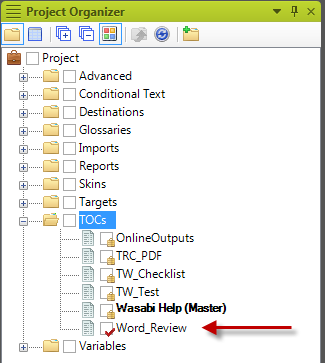 Project Organizer
Project
Advanced
Conditional Text
Destinations
Glossaries
Imports
Reports
Skins
Targets
TOCs
OnlineOutputs
TRC_PDF
TW_Checklist
TW_Test
Wasabi Help (Master)
Word_Review
Variables